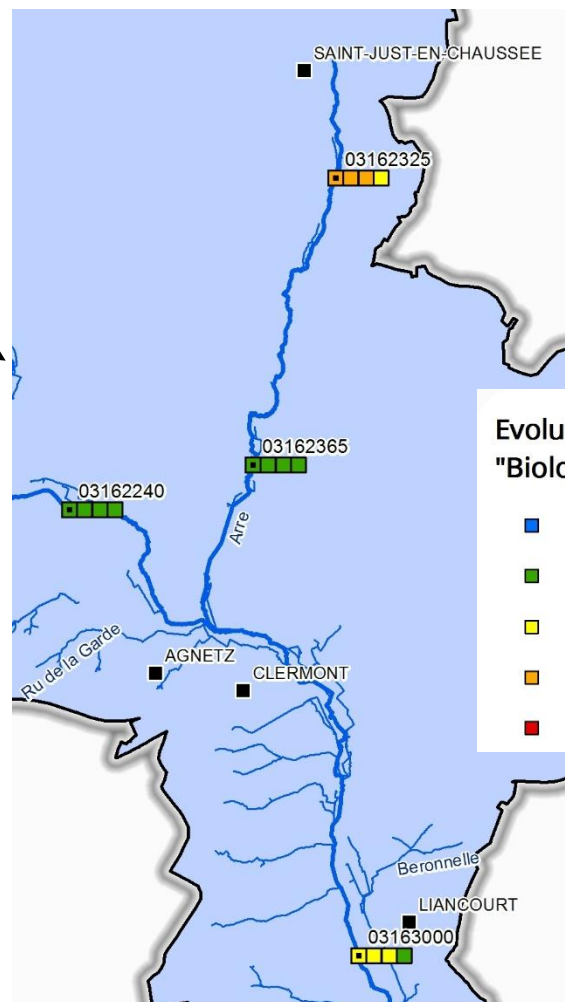 SAINT-JUST-EN-CHAUSSEE
03162325
03162365
03162240
Arre
Evolu
"Biolo
Ru de la Garde
AGNETZ
CLERMONT
Beronnelle
LIANCOURT
03163000